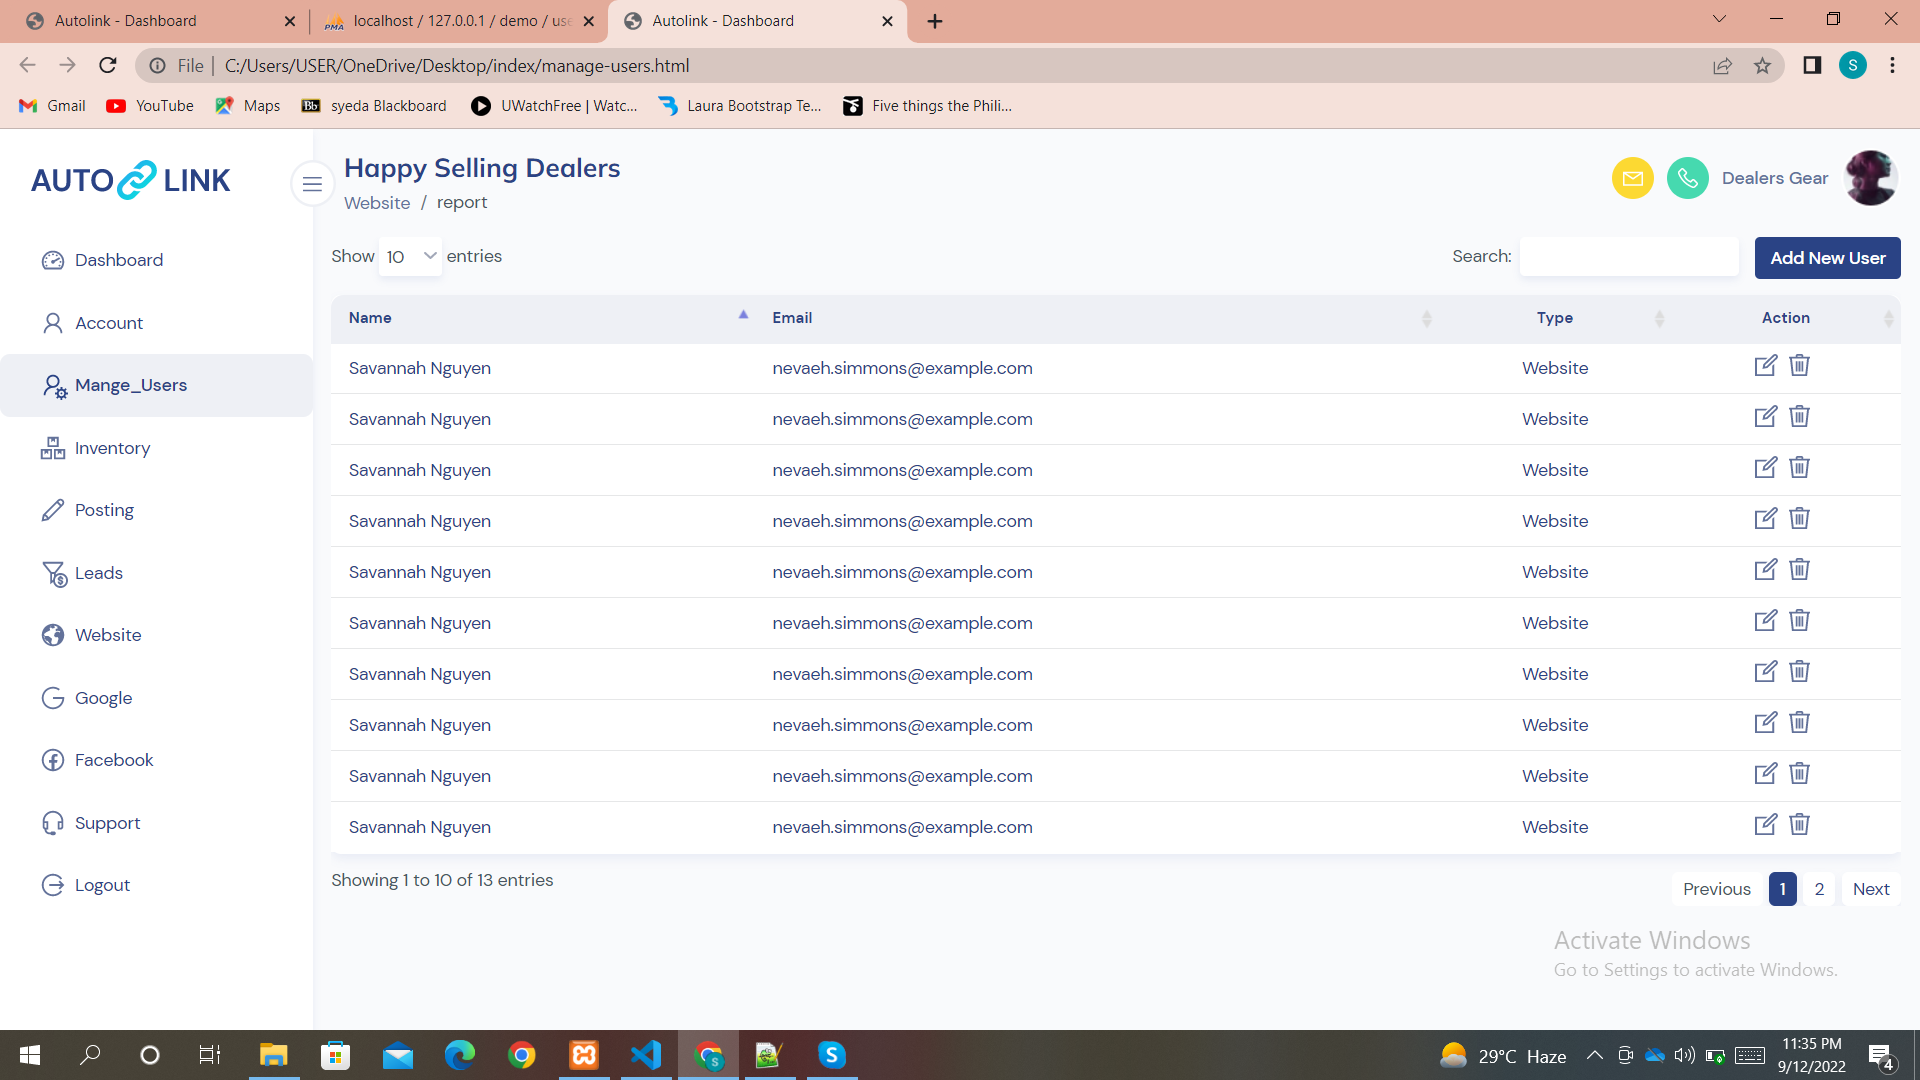 Autolink - Dashboard
localhost / 127.0.0.1 / demo / use
Autolink - Dashboard
File
C:/Users/USER/OneDrive/Desktop/index/manage-users.html
S
Gmail
YouTube
Maps
Bb
syeda Blackboard
UWatchFree | Watc...
Laura Bootstrap Te...
Five things the Phili...
AUTO LINK
Happy Selling Dealers
Website / report
Dealers Gear
Dashboard
Account
Mange_Users
Inventory
Posting
Leads
Website
Google
Facebook
Support
Logout
Show 10 entries
Search:
Add New User
Name Email Type Action
Savannah Nguyen nevaeh.simmons@example.com Website
Savannah Nguyen nevaeh.simmons@example.com Website
Savannah Nguyen nevaeh.simmons@example.com Website
Savannah Nguyen nevaeh.simmons@example.com Website
Savannah Nguyen nevaeh.simmons@example.com Website
Savannah Nguyen nevaeh.simmons@example.com Website
Savannah Nguyen nevaeh.simmons@example.com Website
Savannah Nguyen nevaeh.simmons@example.com Website
Savannah Nguyen nevaeh.simmons@example.com Website
Savannah Nguyen nevaeh.simmons@example.com Website
Showing 1 to 10 of 13 entries
Previous 1 2 Next
Activate Windows
Go to Settings to activate Windows.
29°C Haze
11:35 PM
9/12/2022
4